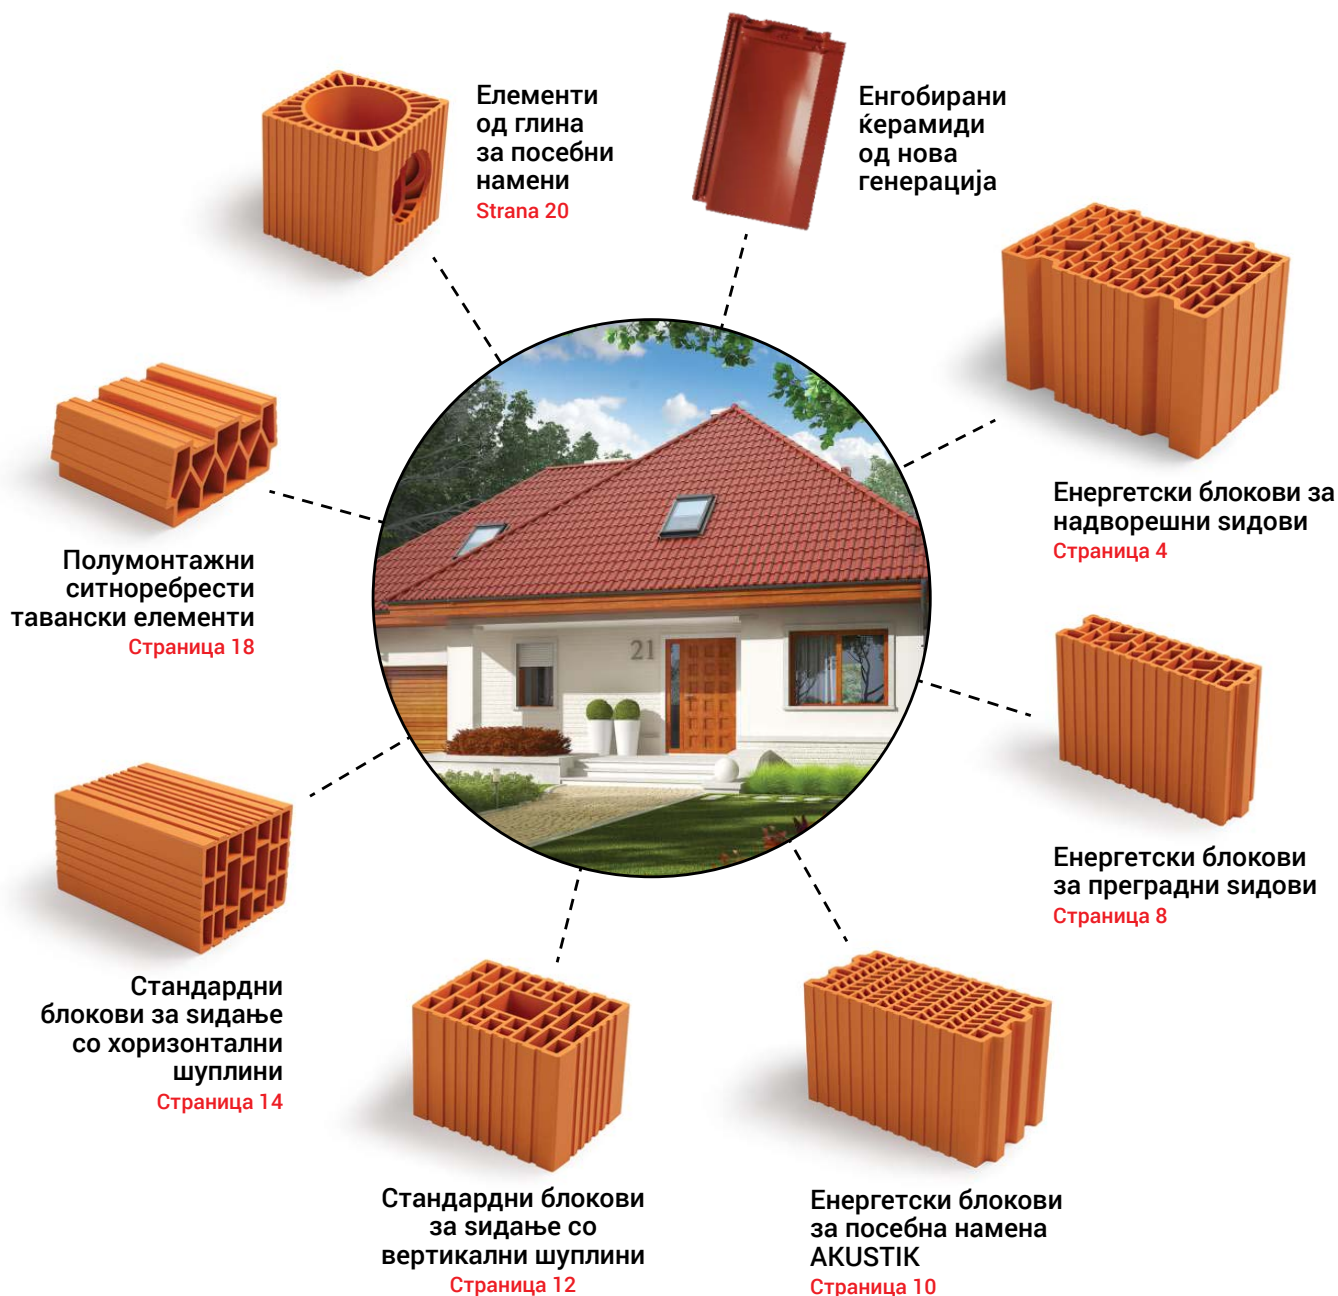 Елементи
од глина
за посебни
намени
Strana 20
Енгобирани
ќерамиди
од нова
генерација
Енергетски блокови за
надворешни ѕидови
Страница 4
Полумонтажни
ситноребрести
тавански елементи
Страница 18
21
Енергетски блокови
за преградни ѕидови
Страница 8
Стандардни
блокови за ѕидање
со хоризонтални
шуплини
Страница 14
Стандардни блокови
за ѕидање со
вертикални шуплини
Страница 12
Енергетски блокови
за посебна намена
AKUSTIK
Страница 10